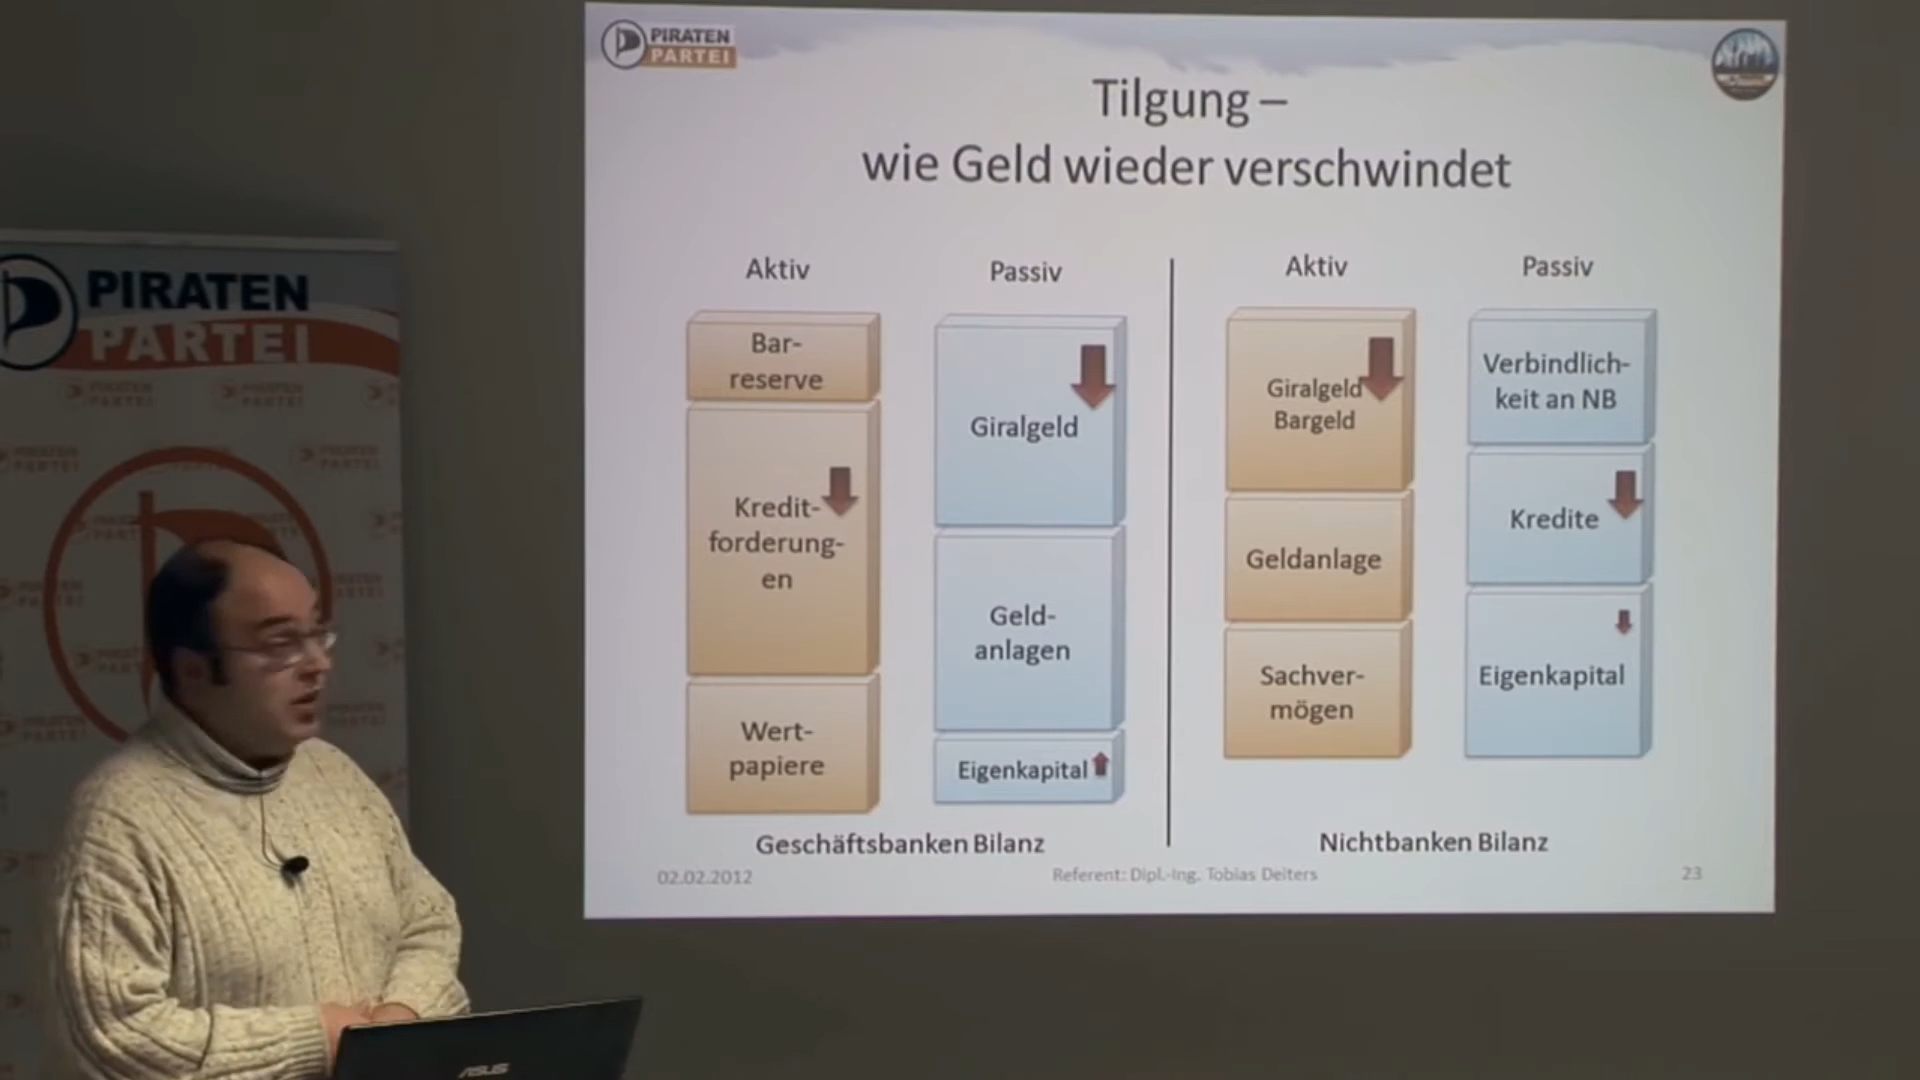 PIRATEN
PARTEI
Tilgung –
wie Geld wieder verschwindet
Aktiv
Passiv
Aktiv
Passiv
Bar-
reserve
Kredit-
forderung-
en
Wert-
papiere
Giralgeld
Geld-
anlagen
Eigenkapital
Giralgeld
Bargeld
Geldanlage
Sachver-
mögen
Verbindlich-
keit an NB
Kredite
Eigenkapital
Geschäftsbanken Bilanz
Nichtbanken Bilanz
02.02.2012
Referent: Dipl.-Ing. Tobias Deiters
23
PIRATEN
PARTEI
ASUS